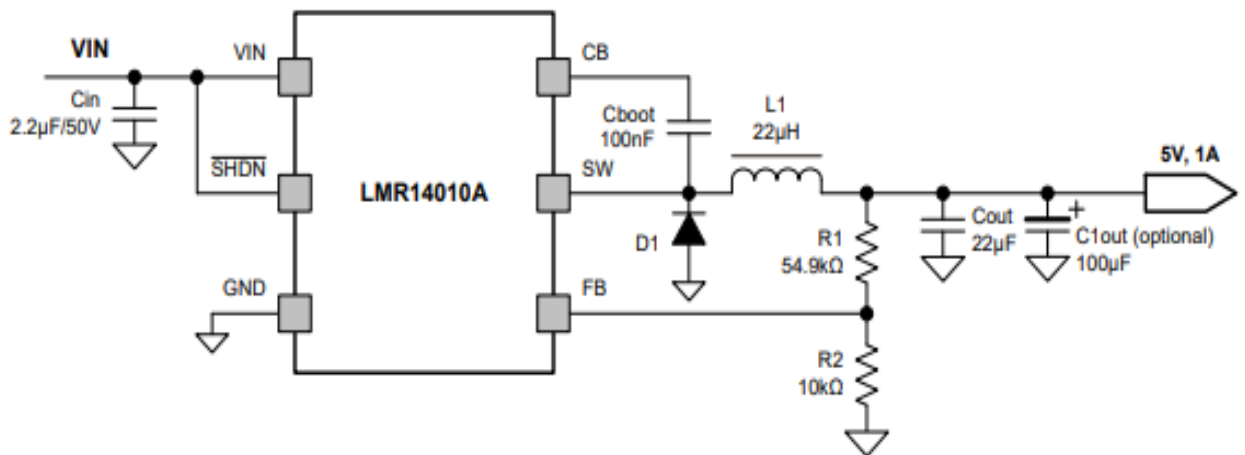 VIN
VIN
CB
Cin
2.2µF/50V
Cboot
100nF
L1
22µH
SHDN
LMR14010A
SW
5V, 1A
D1
R1
54.9kΩ
Cout
22µF
+
C1out (optional)
100µF
GND
FB
R2
10kΩ